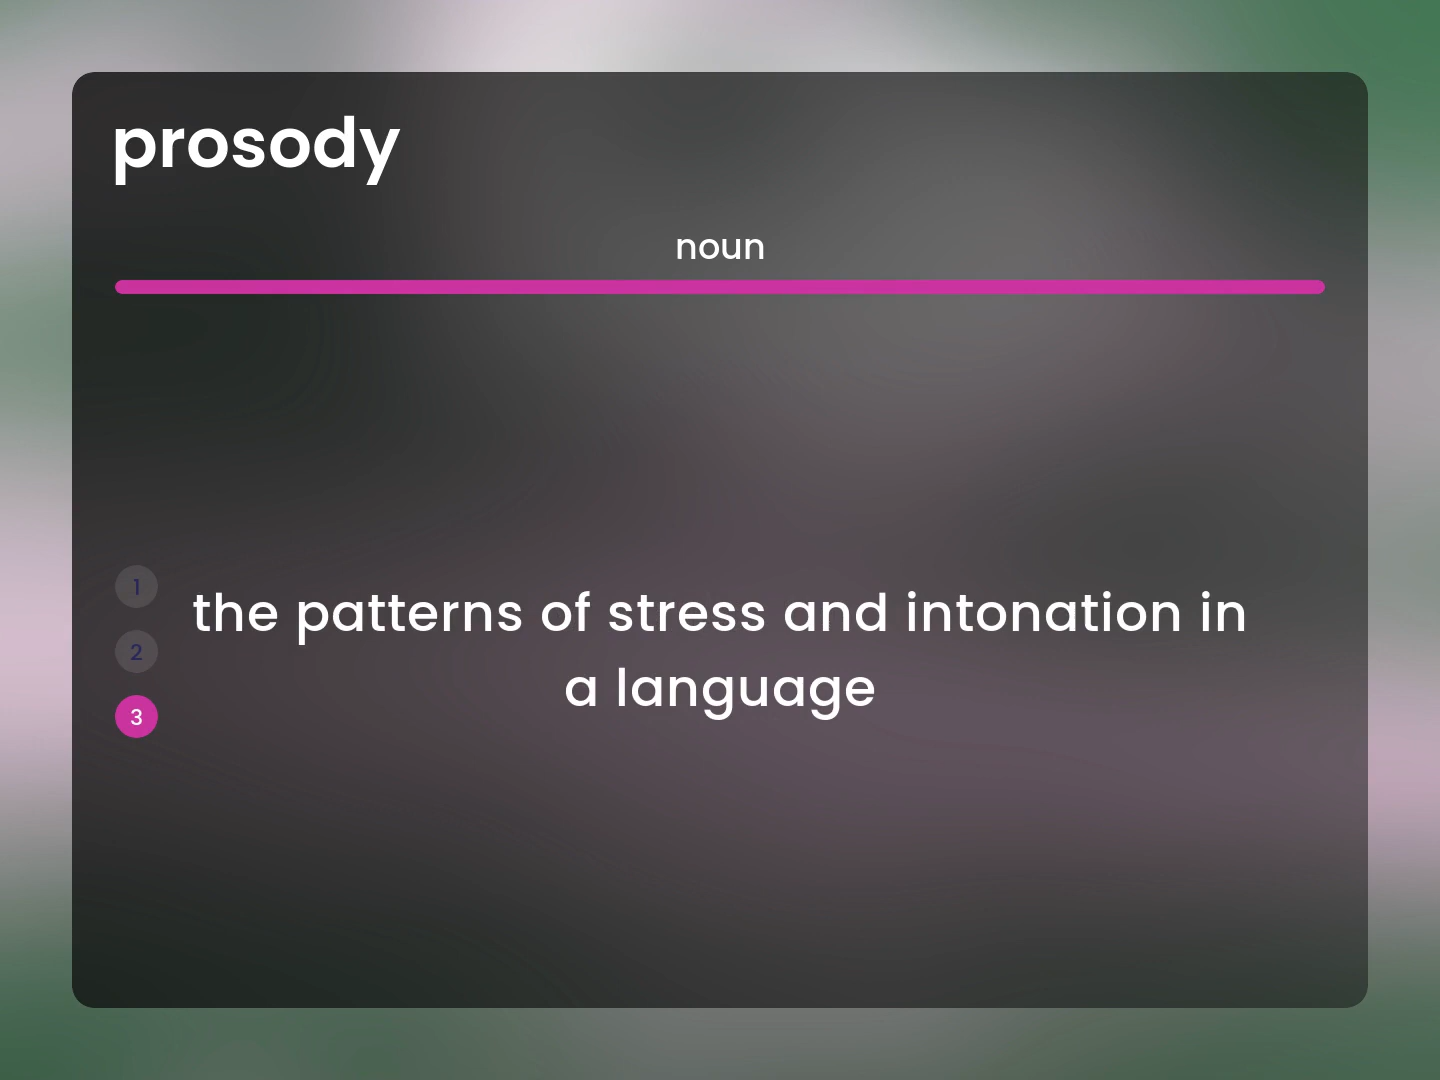 prosody
noun
1
2
3
the patterns of stress and intonation in
a language